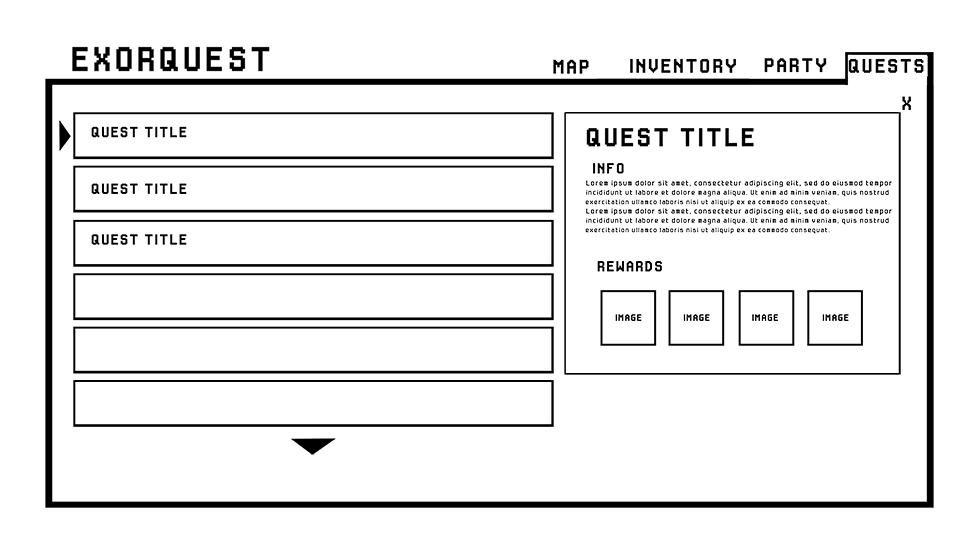 EXORQUEST
MAP INVENTORY PARTY QUESTS
X
QUEST TITLE
QUEST TITLE
QUEST TITLE
QUEST TITLE
INFO
Lorem ipsum dolor sit amet, consectetur adipiscing elit, sed do eiusmod tempor
incididunt ut labore et dolore magna aliqua. Ut enim ad minim veniam, quis nostrud
exercitation ullamco laboris nisi ut aliquip ex ea commodo consequat.
Lorem ipsum dolor sit amet, consectetur adipiscing elit, sed do eiusmod tempor
incididunt ut labore et dolore magna aliqua. Ut enim ad minim veniam, quis nostrud
exercitation ullamco laboris nisi ut aliquip ex ea commodo consequat.
REWARDS
IMAGE IMAGE IMAGE IMAGE